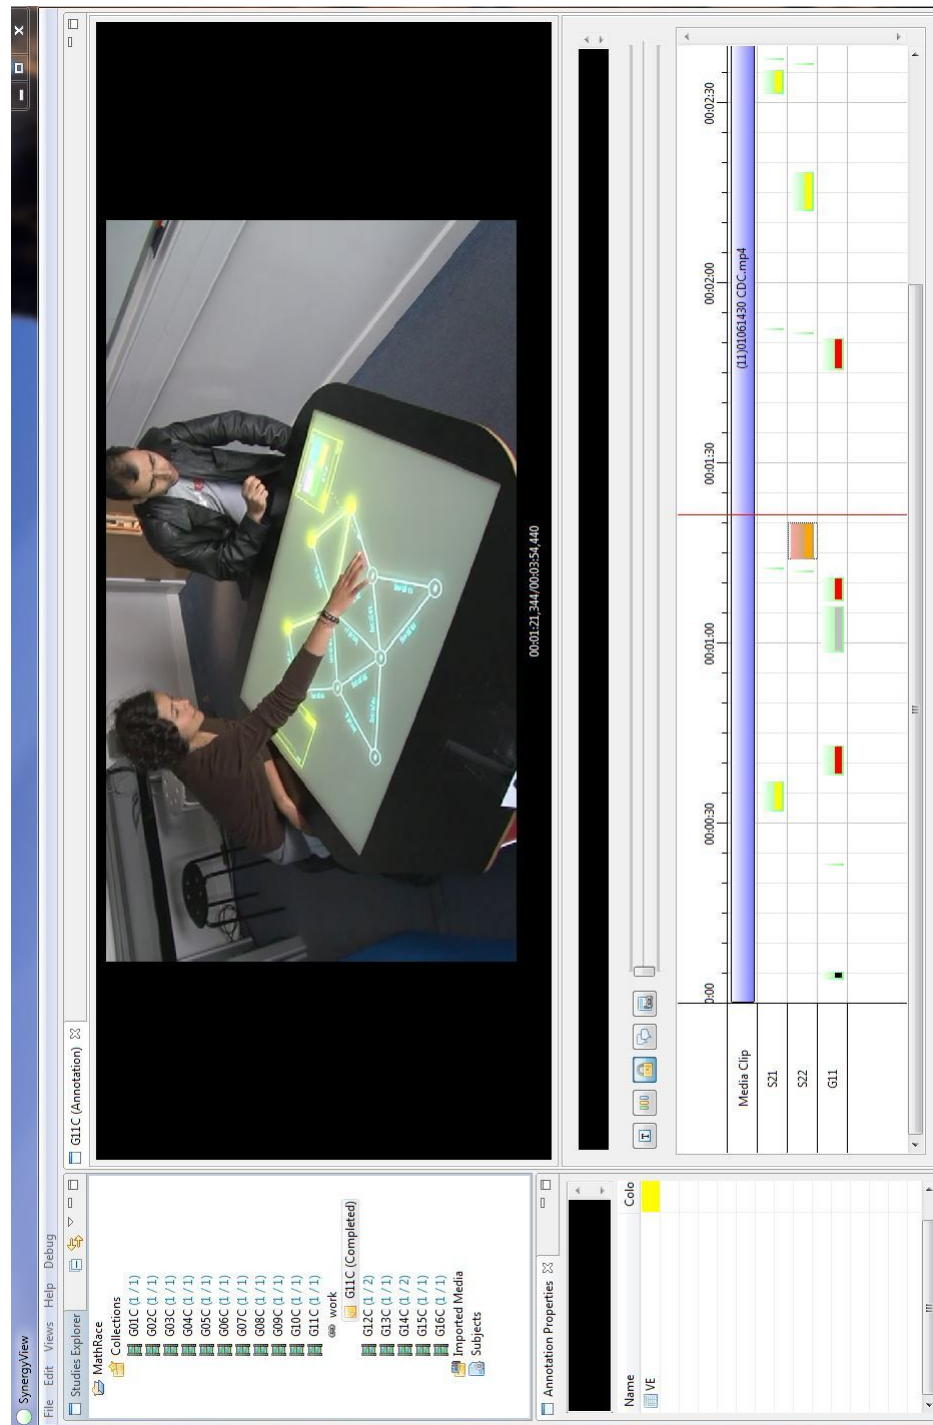 SynergyView
File Edit Views Help Debug
Studies Explorer
MathRace
Collections
G01C (1 / 1)
G02C (1 / 1)
G03C (1 / 1)
G04C (1 / 1)
G05C (1 / 1)
G06C (1 / 1)
G07C (1 / 1)
G08C (1 / 1)
G09C (1 / 1)
G10C (1 / 1)
G11C (1 / 1)
work
G11C (Completed)
G12C (1 / 2)
G13C (1 / 1)
G14C (1 / 2)
G15C (1 / 1)
G16C (1 / 1)
Imported Media
Subjects
Annotation Properties
Name Colo
VE
G11C (Annotation)
00:01:21,344/00:03:54,440
0:00 00:00:30 00:01:00 00:01:30 00:02:00 00:02:30
Media Clip (11)01061430 CDC.mp4
S21
S22
G11